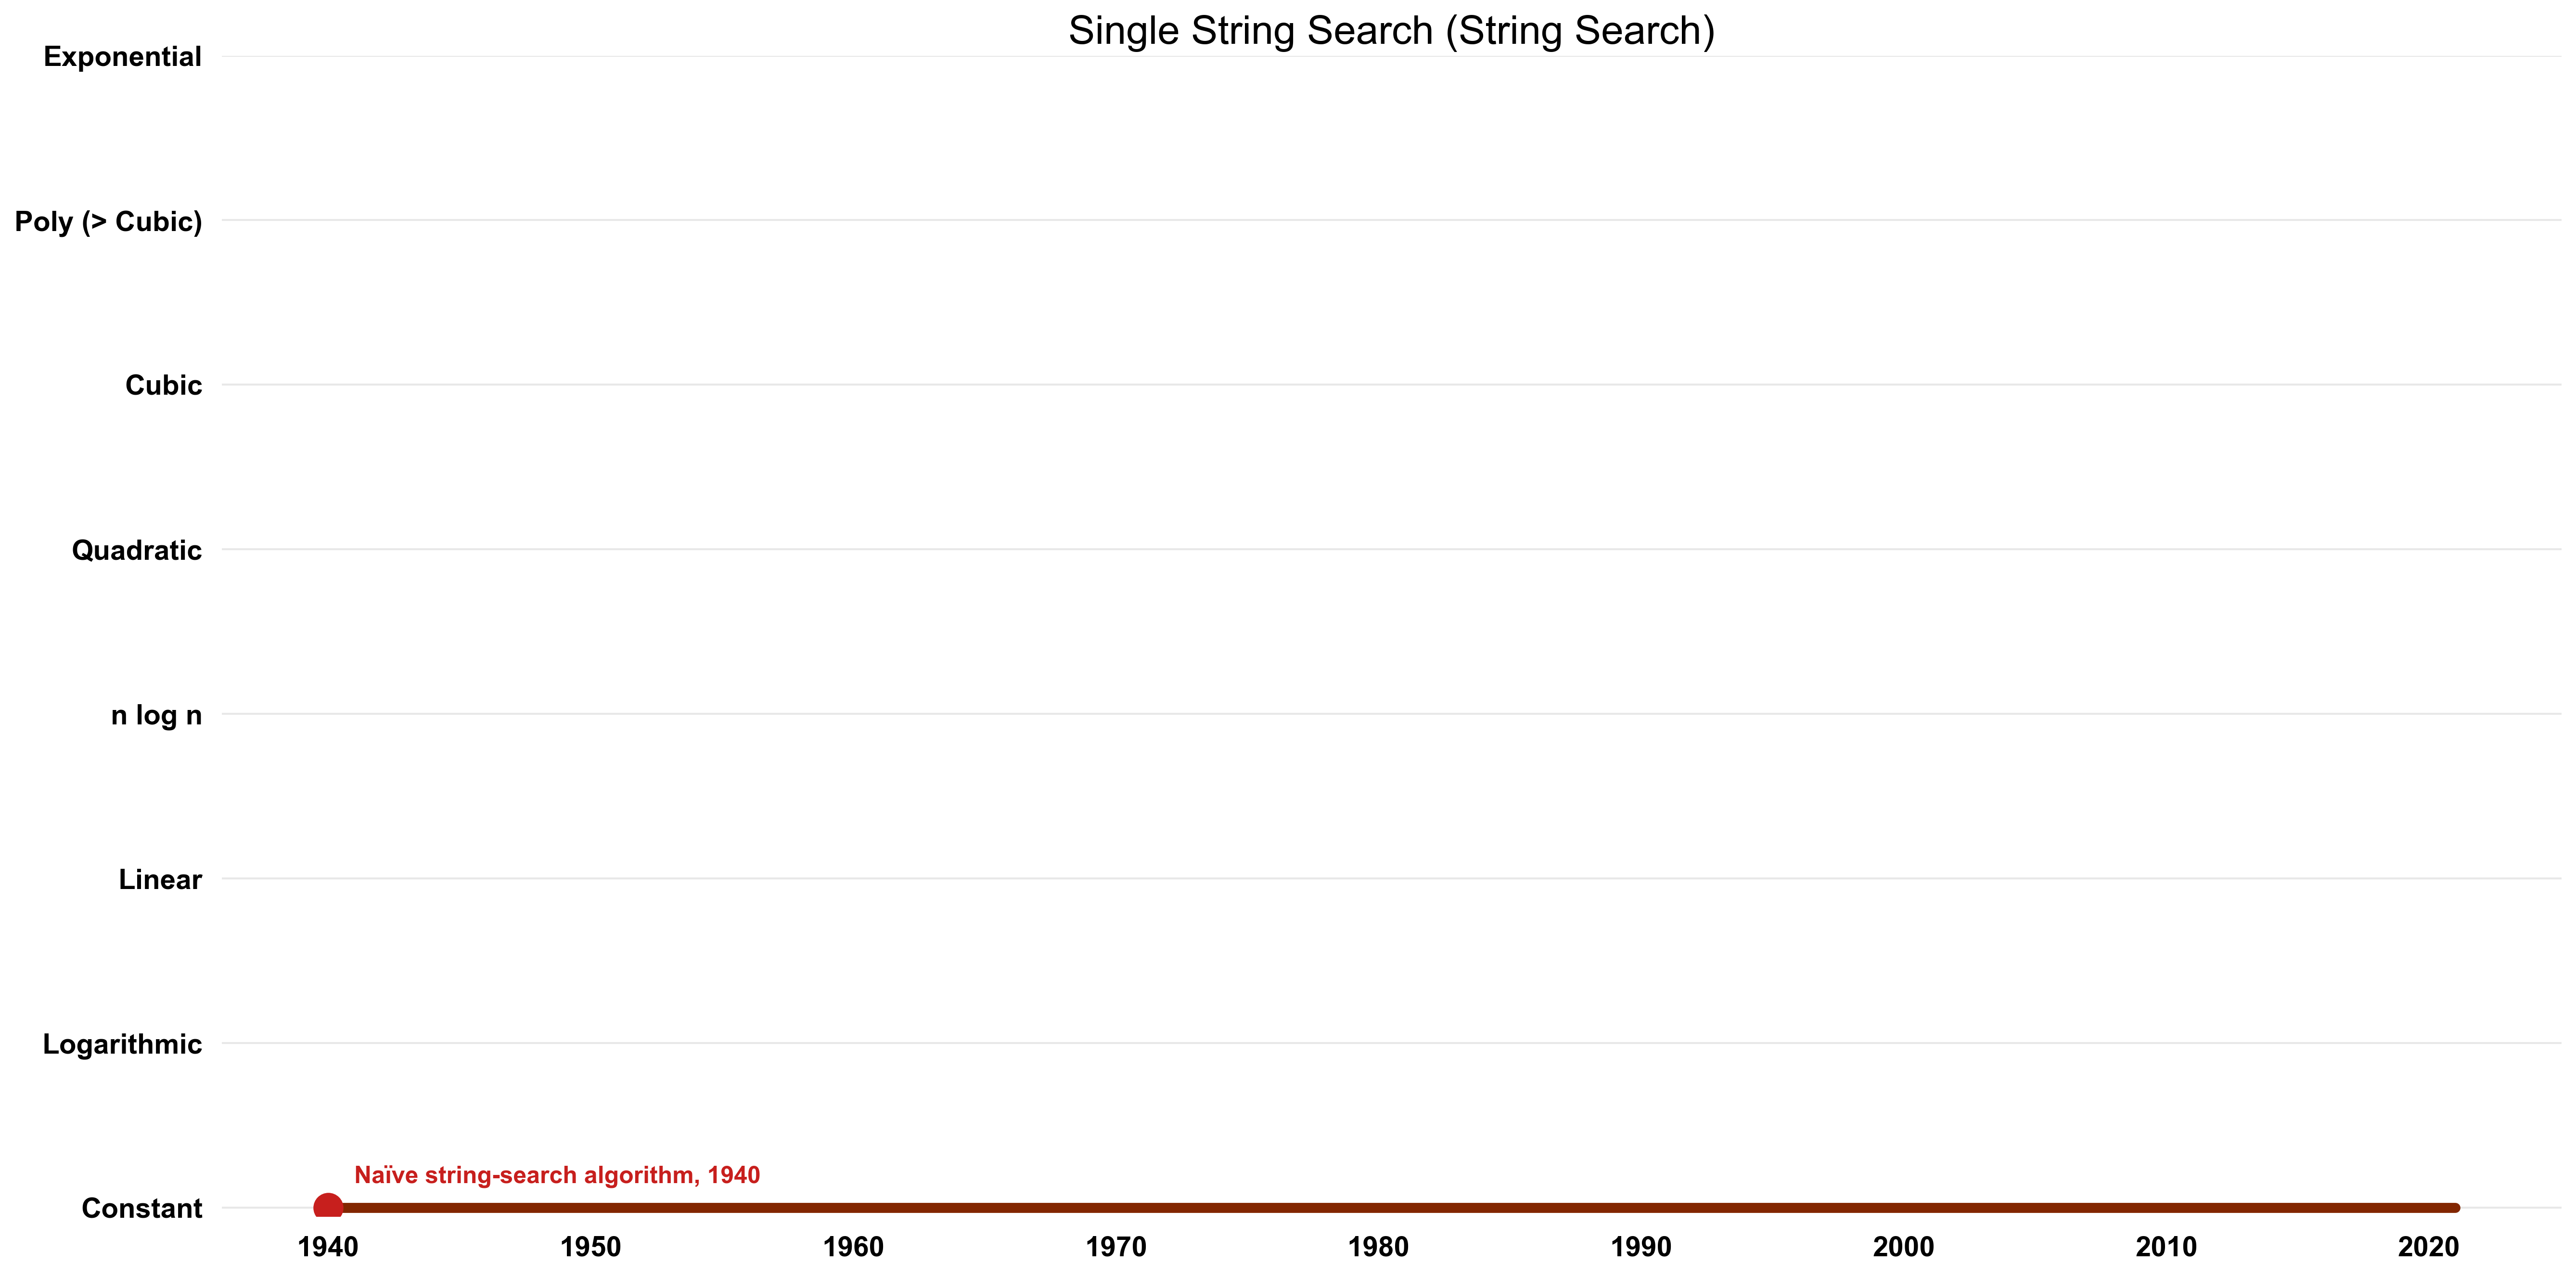 Single String Search (String Search)
Exponential
Poly (> Cubic)
Cubic
Quadratic
n log n
Linear
Logarithmic
Constant
Naïve string-search algorithm, 1940
1940 1950 1960 1970 1980 1990 2000 2010 2020